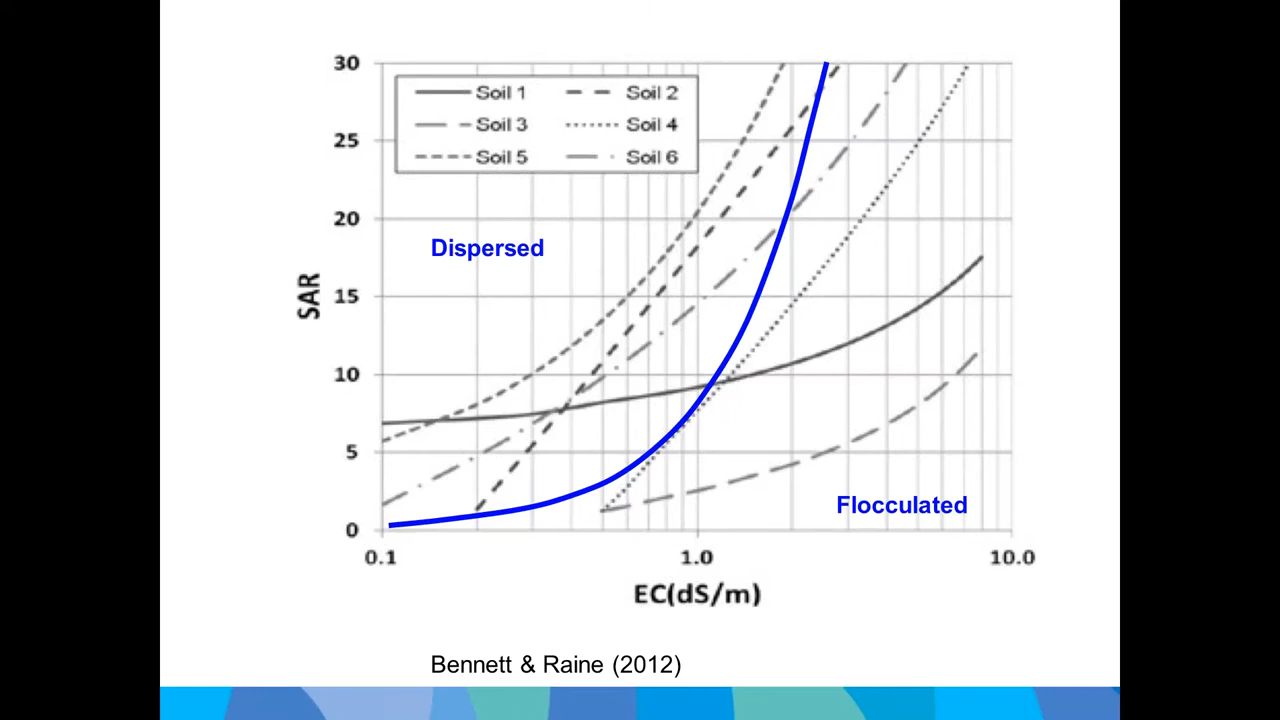 30
Soil 1 Soil 2
Soil 3 Soil 4
Soil 5 Soil 6
25
20
Dispersed
15
SAR
10
5
Flocculated
0
0.1 1.0 10.0
EC(dS/m)
Bennett & Raine (2012)